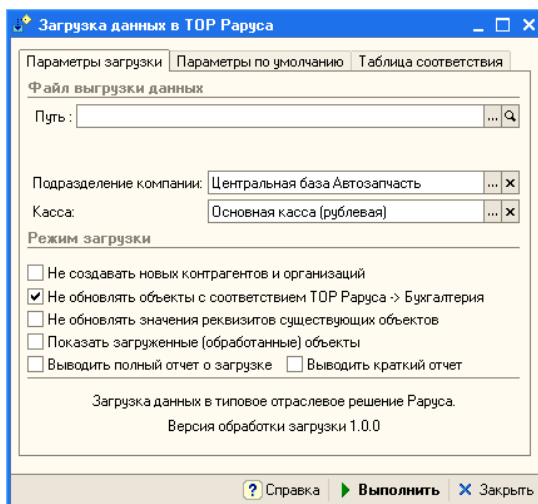 Загрузка данных в ТОР Раруса
Параметры загрузки Параметры по умолчанию Таблица соответствия
Файл выгрузки данных
Путь : ...
Подразделение компании: Центральная база Автозапчасть ... ×
Касса: Основная касса (рублевая) ... ×
Режим загрузки
Не создавать новых контрагентов и организаций
Не обновлять объекты с соответствием ТОР Раруса -> Бухгалтерия
Не обновлять значения реквизитов существующих объектов
Показать загруженные (обработанные) объекты
Выводить полный отчет о загрузке Выводить краткий отчет
Загрузка данных в типовое отраслевое решение Раруса.
Версия обработки загрузки 1.0.0
? Справка Выполнить Закрыть